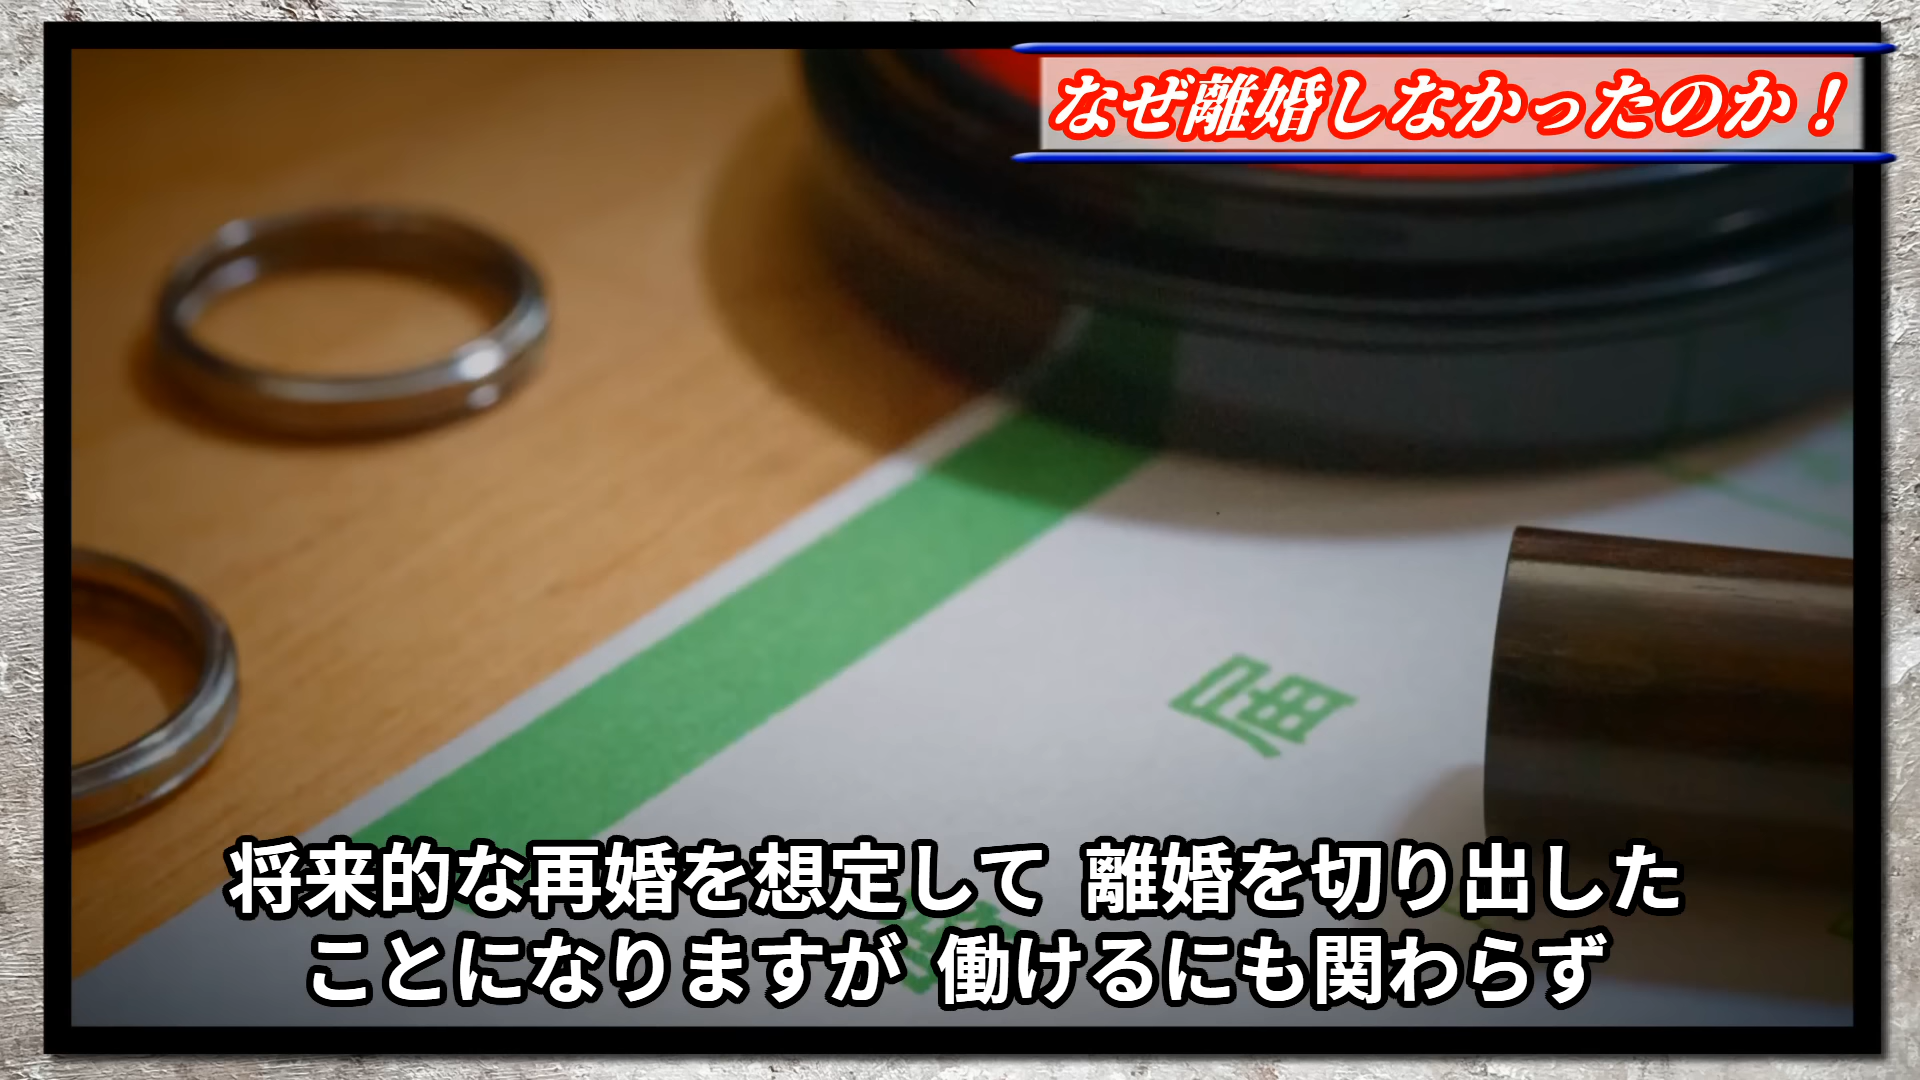 なぜ離婚しなかったのか！
将来的な再婚を想定して 離婚を切り出した
ことになりますが 働けるにも関わらず